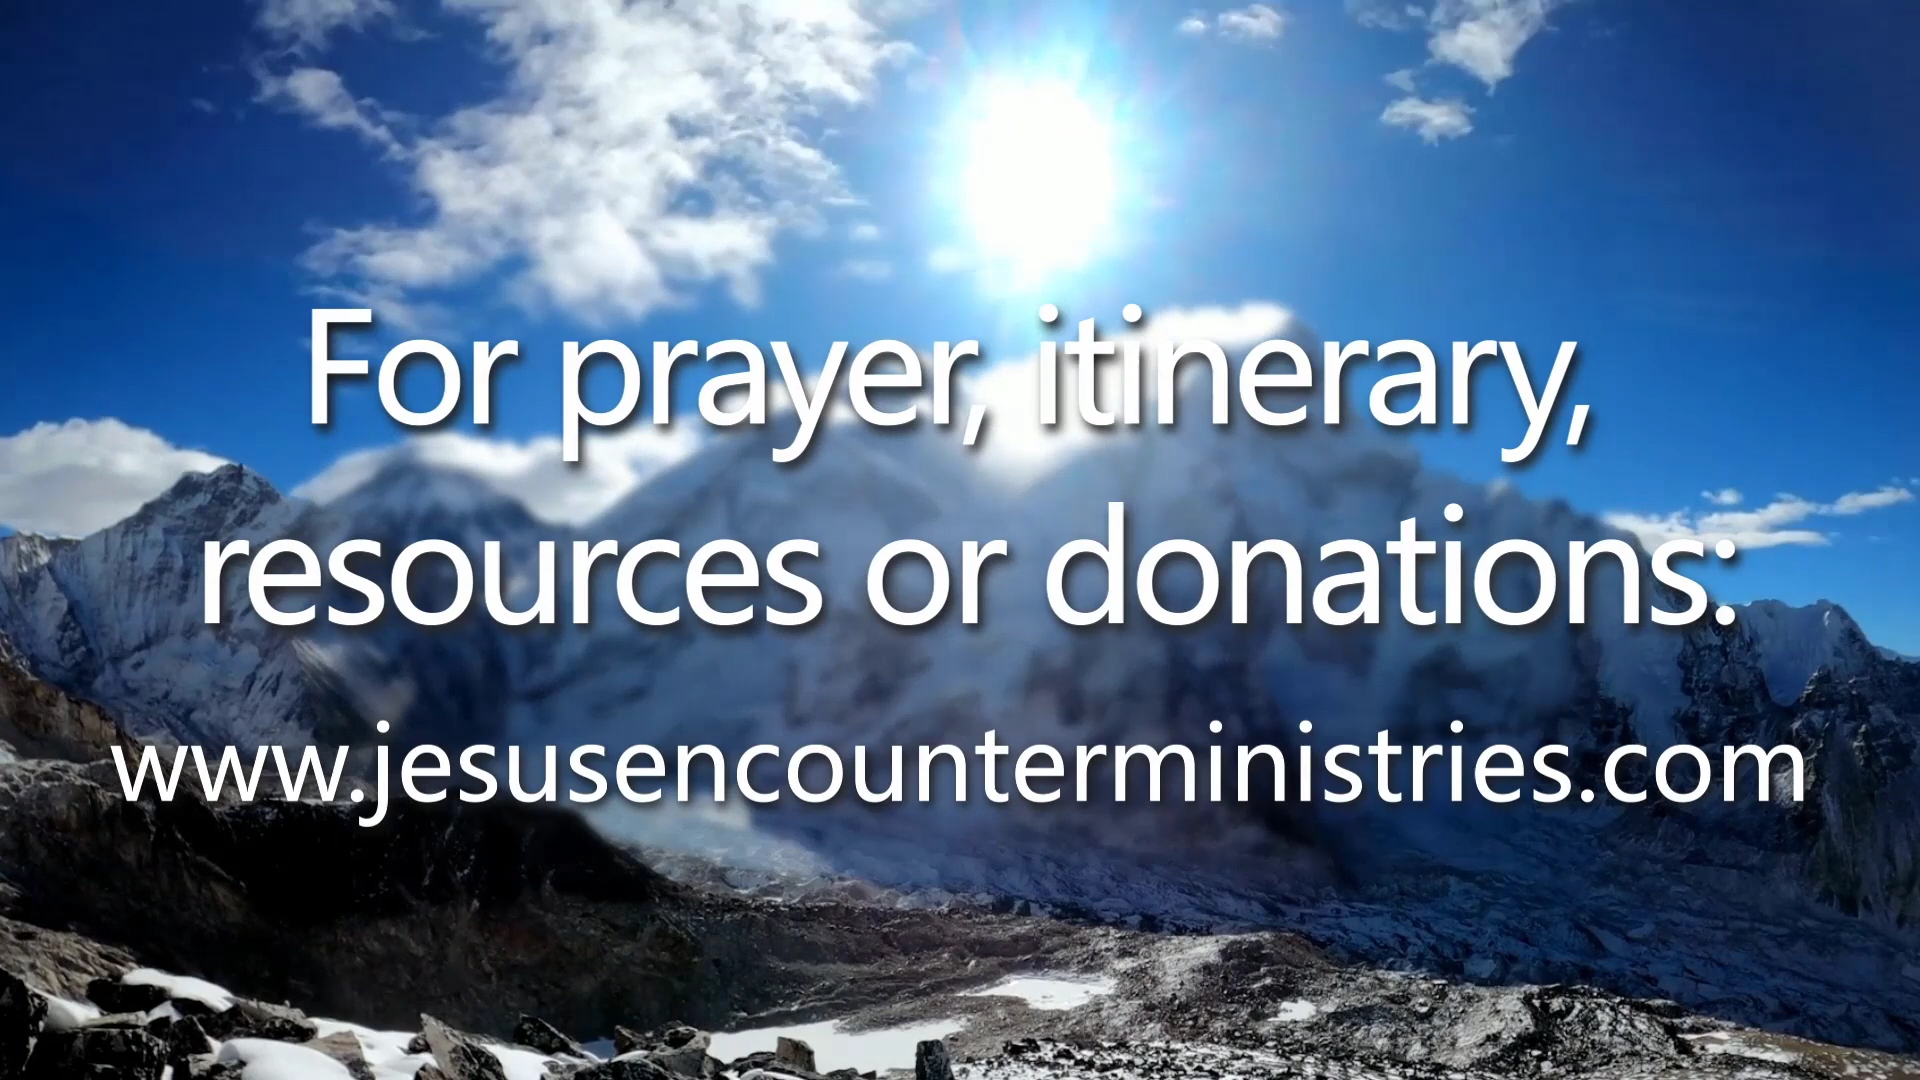 For prayer, itinerary,
resources or donations:
www.jesusencounterministries.com